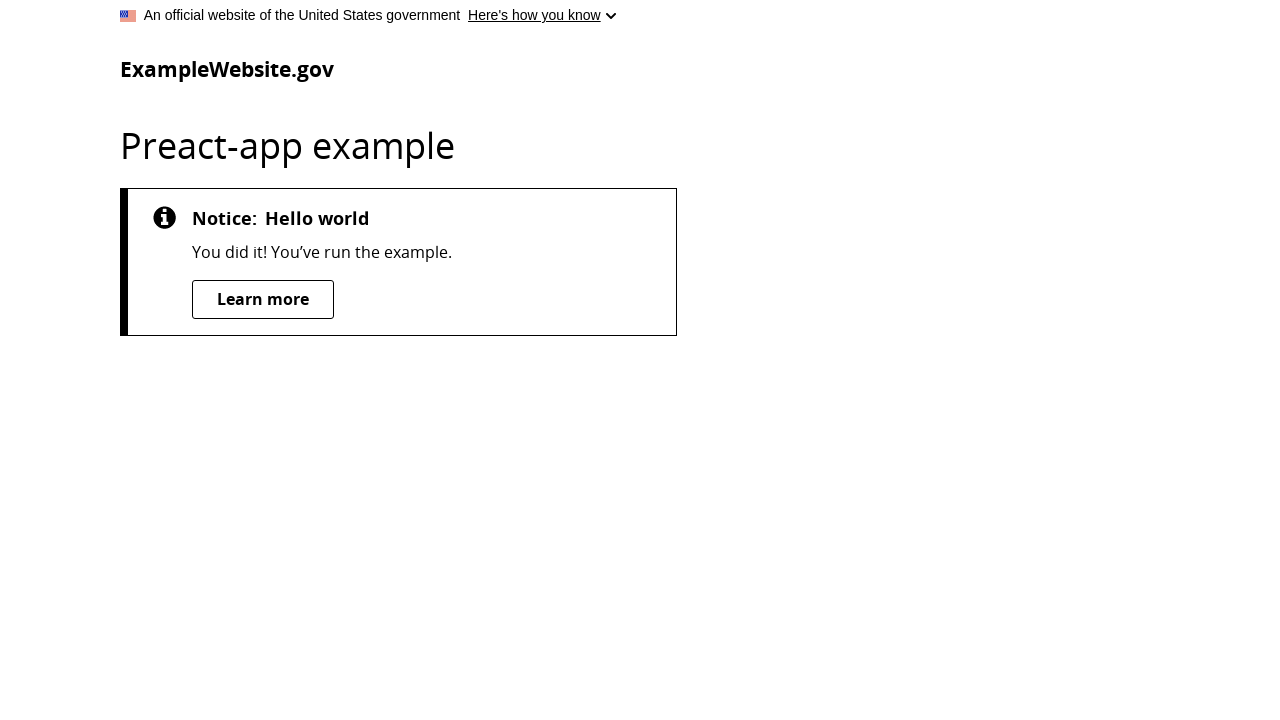 An official website of the United States government Here's how you know
ExampleWebsite.gov
Preact-app example
Notice: Hello world
You did it! You’ve run the example.
Learn more